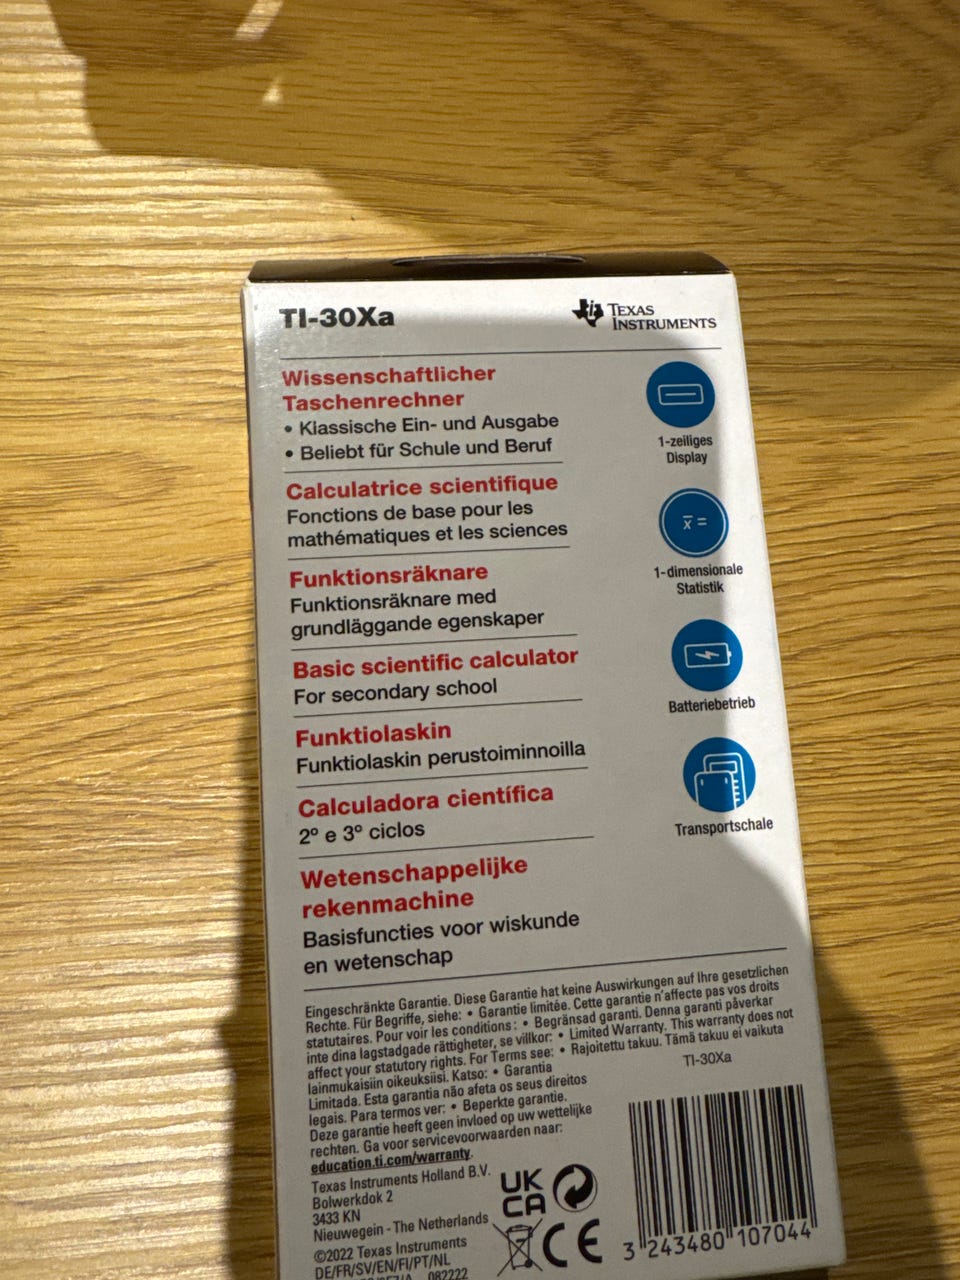 TI-30Xa
TEXAS
INSTRUMENTS
Wissenschaftlicher
Taschenrechner
• Klassische Ein- und Ausgabe
• Beliebt für Schule und Beruf
Calculatrice scientifique
Fonctions de base pour les
mathématiques et les sciences
Funktionsräknare
Funktionsräknare med
grundläggande egenskaper
Basic scientific calculator
For secondary school
Funktiolaskin
Funktiolaskin perustoiminnoilla
Calculadora científica
2º e 3º ciclos
Wetenschappelijke
rekenmachine
Basisfuncties voor wiskunde
en wetenschap
1-zeiliges
Display
x̅ =
1-dimensionale
Statistik
Batteriebetrieb
Transportschale
Eingeschränkte Garantie. Diese Garantie hat keine Auswirkungen auf Ihre gesetzlichen
Rechte. Für Begriffe, siehe: • Garantie limitée. Cette garantie n'affecte pas vos droits
statutaires. Pour voir les conditions : • Begränsad garanti. Denna garanti påverkar
inte dina lagstadgade rättigheter, se villkor: • Limited Warranty. This warranty does not
affect your statutory rights. For Terms see: • Rajoitettu takuu. Tämä takuu ei vaikuta
lainmukaisiin oikeuksiisi. Katso: • Garantia
Limitada. Esta garantia não afeta os seus direitos
legais. Para termos ver: • Beperkte garantie.
Deze garantie heeft geen invloed op uw wettelijke
rechten. Ga voor servicevoorwaarden naar:
education.ti.com/warranty.
Texas Instruments Holland B.V.
Bolwerkdok 2
3433 KN
Nieuwegein - The Netherlands
©2022 Texas Instruments
DE/FR/SV/EN/FI/PT/NL
082222
UK
CA
CE
TI-30Xa
3 243480 107044